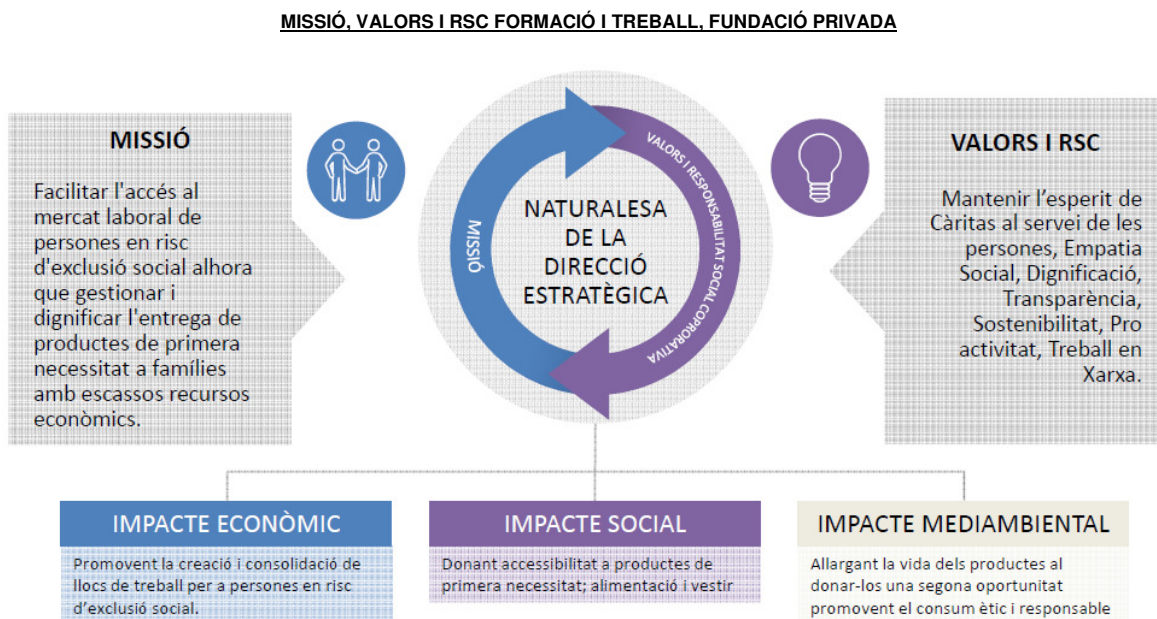 MISSIÓ, VALORS I RSC FORMACIÓ I TREBALL, FUNDACIÓ PRIVADA
MISSIÓ
Facilitar l'accés al
mercat laboral de
persones en risc
d'exclusió social alhora
que gestionar i
dignificar l'entrega de
productes de primera
necessitat a famílies
amb escassos recursos
econòmics.
MISSIÓ
NATURALESA
DE LA
DIRECCIÓ
ESTRATÈGICA
VALORS I RESPONSABILITAT SOCIAL COPRORATIVA
VALORS I RSC
Mantenir l’esperit de
Càritas al servei de les
persones, Empatia
Social, Dignificació,
Transparència,
Sostenibilitat, Pro
activitat, Treball en
Xarxa.
IMPACTE ECONÒMIC
Promovent la creació i consolidació de
llocs de treball per a persones en risc
d’exclusió social.
IMPACTE SOCIAL
Donant accessibilitat a productes de
primera necessitat; alimentació i vestir
IMPACTE MEDIAMBIENTAL
Allargant la vida dels productes al
donar-los una segona oportunitat
promovent el consum ètic i responsable